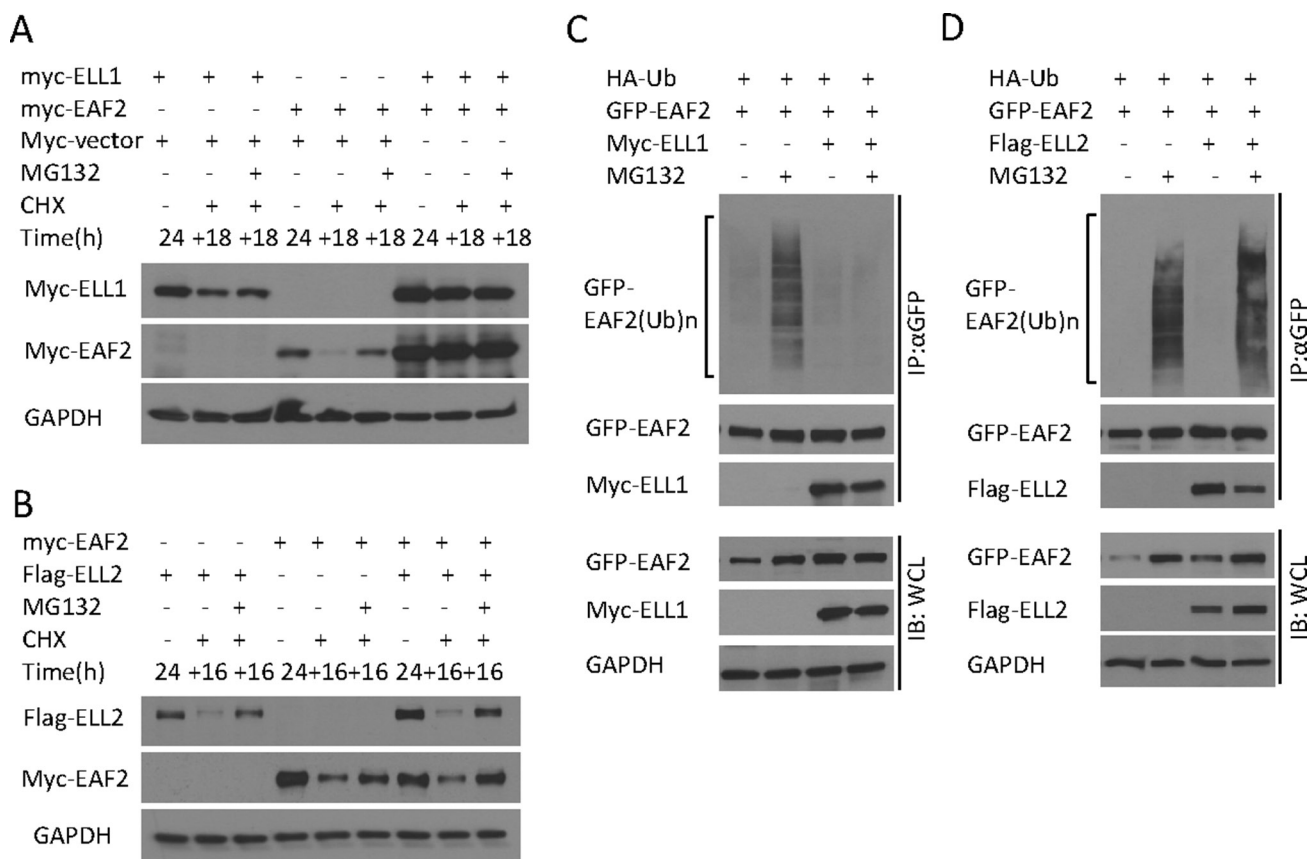 A
myc-ELL1 + + + - - - + + +
myc-EAF2 - - - + + + + + +
Myc-vector + + + + + + - - -
MG132 - - + - - + - - +
CHX - + + - + + - + +
Time(h) 24 +18 +18 24 +18 +18 24 +18 +18
Myc-ELL1
Myc-EAF2
GAPDH
B
myc-EAF2 - - - + + + + + +
Flag-ELL2 + + + - - - + + +
MG132 - - + - - + - - +
CHX - + + - + + - + +
Time(h) 24 +16 +16 24+16+16 24+16+16
Flag-ELL2
Myc-EAF2
GAPDH
C
HA-Ub + + + +
GFP-EAF2 + + + +
Myc-ELL1 - - + +
MG132 - + - +
GFP-
EAF2(Ub)n
GFP-EAF2
Myc-ELL1
IP:αGFP
GFP-EAF2
Myc-ELL1
GAPDH
IB: WCL
D
HA-Ub + + + +
GFP-EAF2 + + + +
Flag-ELL2 - - + +
MG132 - + - +
GFP-
EAF2(Ub)n
GFP-EAF2
Flag-ELL2
IP:αGFP
GFP-EAF2
Flag-ELL2
GAPDH
IB: WCL